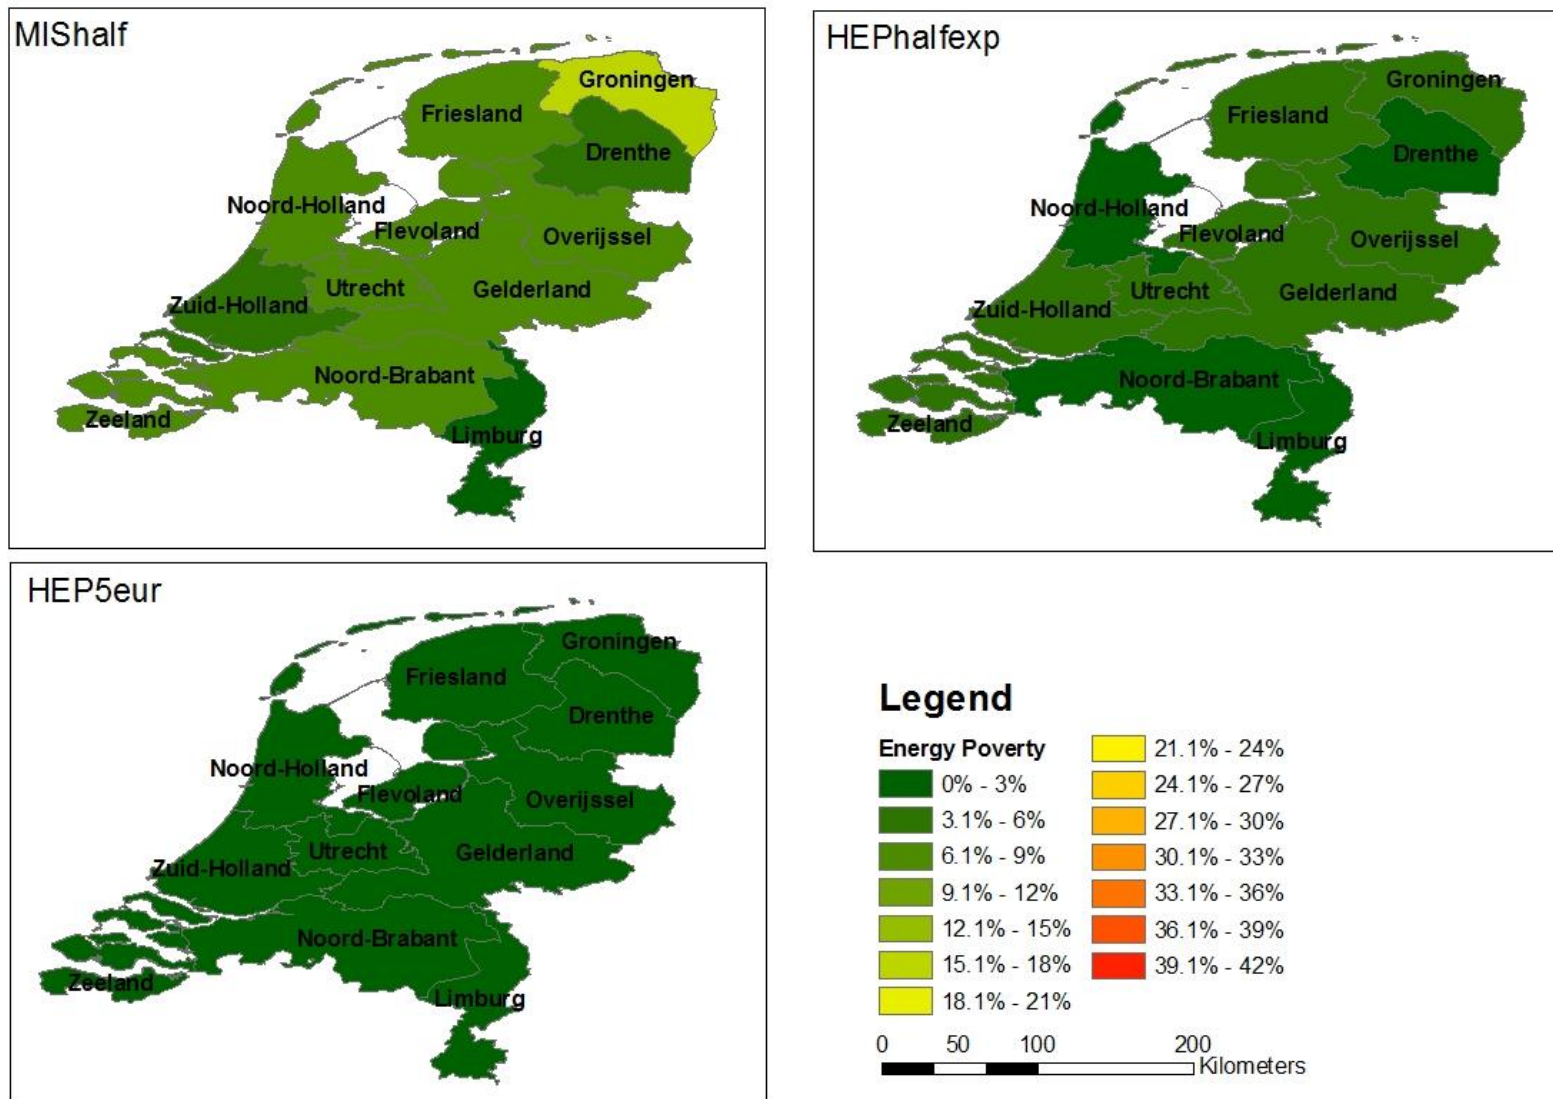 MIShalf
Groningen
Friesland
Drenthe
Noord-Holland
Flevoland
Overijssel
Utrecht
Gelderland
Zuid-Holland
Noord-Brabant
Zeeland
Limburg
HEPhalfexp
Groningen
Friesland
Drenthe
Noord-Holland
Flevoland
Overijssel
Utrecht
Gelderland
Zuid-Holland
Noord-Brabant
Zeeland
Limburg
HEP5eur
Groningen
Friesland
Drenthe
Noord-Holland
Flevoland
Overijssel
Utrecht
Gelderland
Zuid-Holland
Noord-Brabant
Zeeland
Limburg
Legend
Energy Poverty
0% - 3%
3.1% - 6%
6.1% - 9%
9.1% - 12%
12.1% - 15%
15.1% - 18%
18.1% - 21%
21.1% - 24%
24.1% - 27%
27.1% - 30%
30.1% - 33%
33.1% - 36%
36.1% - 39%
39.1% - 42%
0 50 100 200
Kilometers